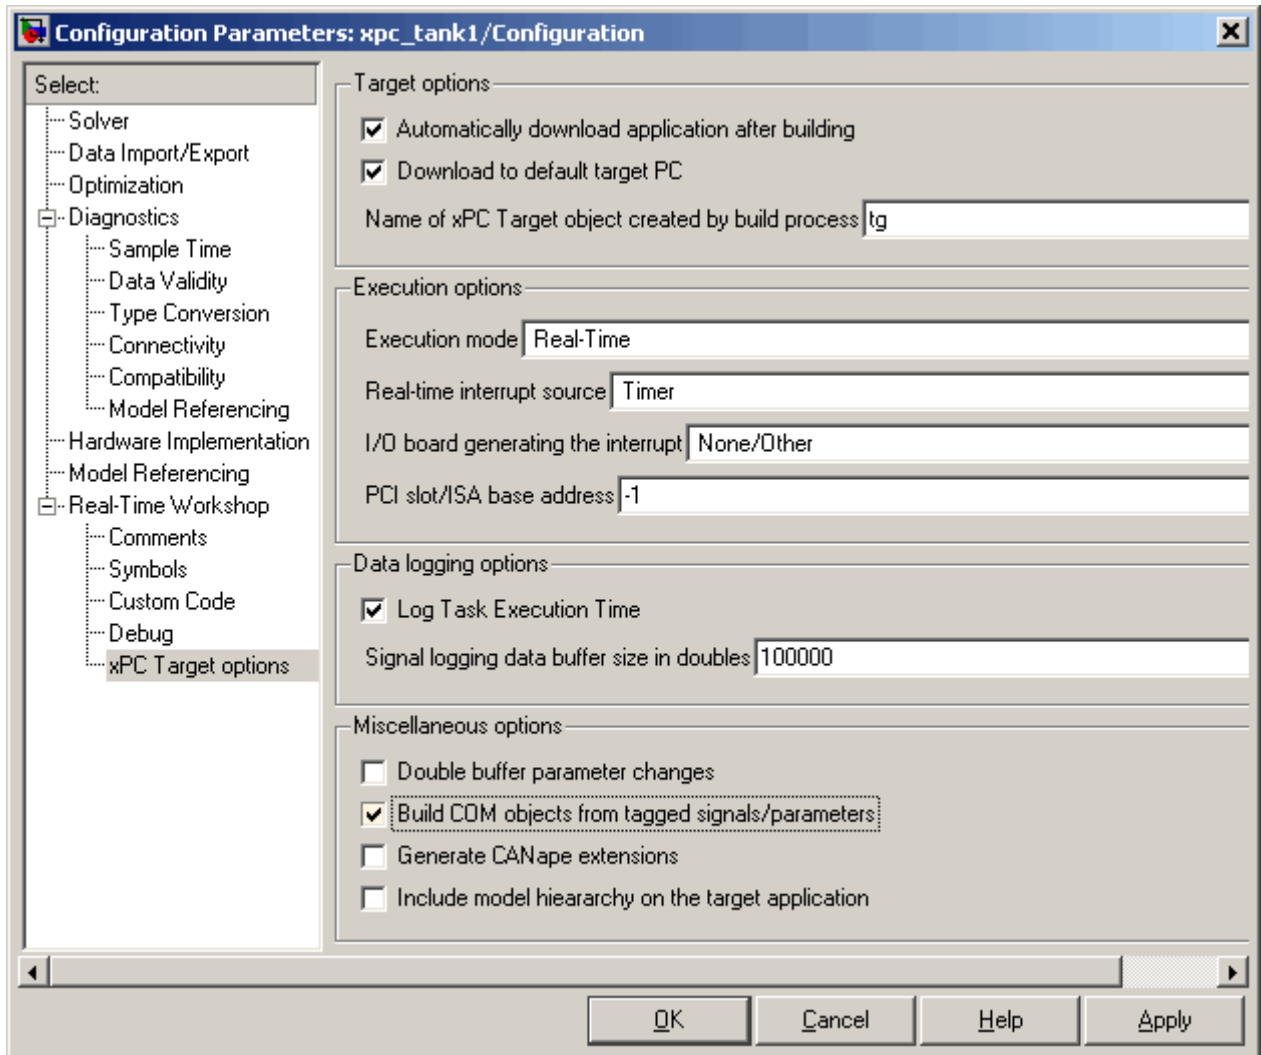 Configuration Parameters: xpc_tank1/Configuration
Select:
Solver
Data Import/Export
Optimization
Diagnostics
Sample Time
Data Validity
Type Conversion
Connectivity
Compatibility
Model Referencing
Hardware Implementation
Model Referencing
Real-Time Workshop
Comments
Symbols
Custom Code
Debug
xPC Target options
Target options
Automatically download application after building
Download to default target PC
Name of xPC Target object created by build process tg
Execution options
Execution mode Real-Time
Real-time interrupt source Timer
I/O board generating the interrupt None/Other
PCI slot/ISA base address -1
Data logging options
Log Task Execution Time
Signal logging data buffer size in doubles 100000
Miscellaneous options
Double buffer parameter changes
Build COM objects from tagged signals/parameters
Generate CANape extensions
Include model hieararchy on the target application
OK Cancel Help Apply